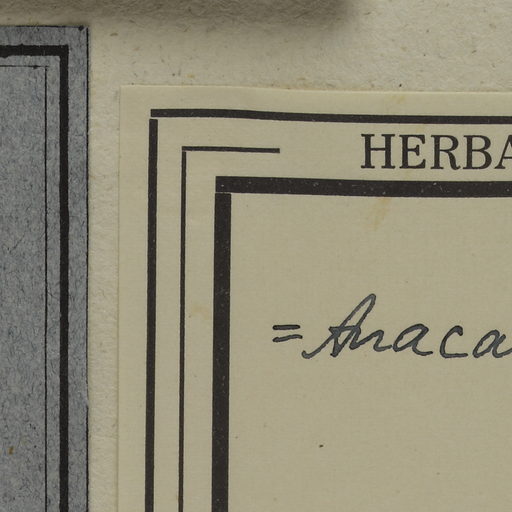 HERBA
= Anaca